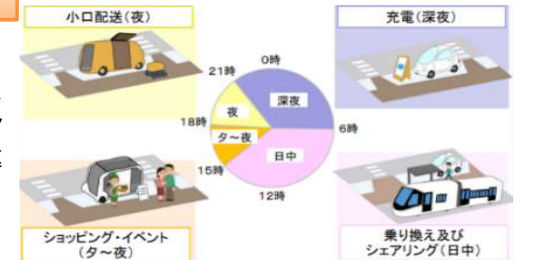 小口配送(夜)
充電(深夜)
0時
21時
深夜
夜
18時
6時
夕～夜
日中
15時
12時
ショッピング・イベント
(夕～夜)
乗り換え及び
シェアリング(日中)